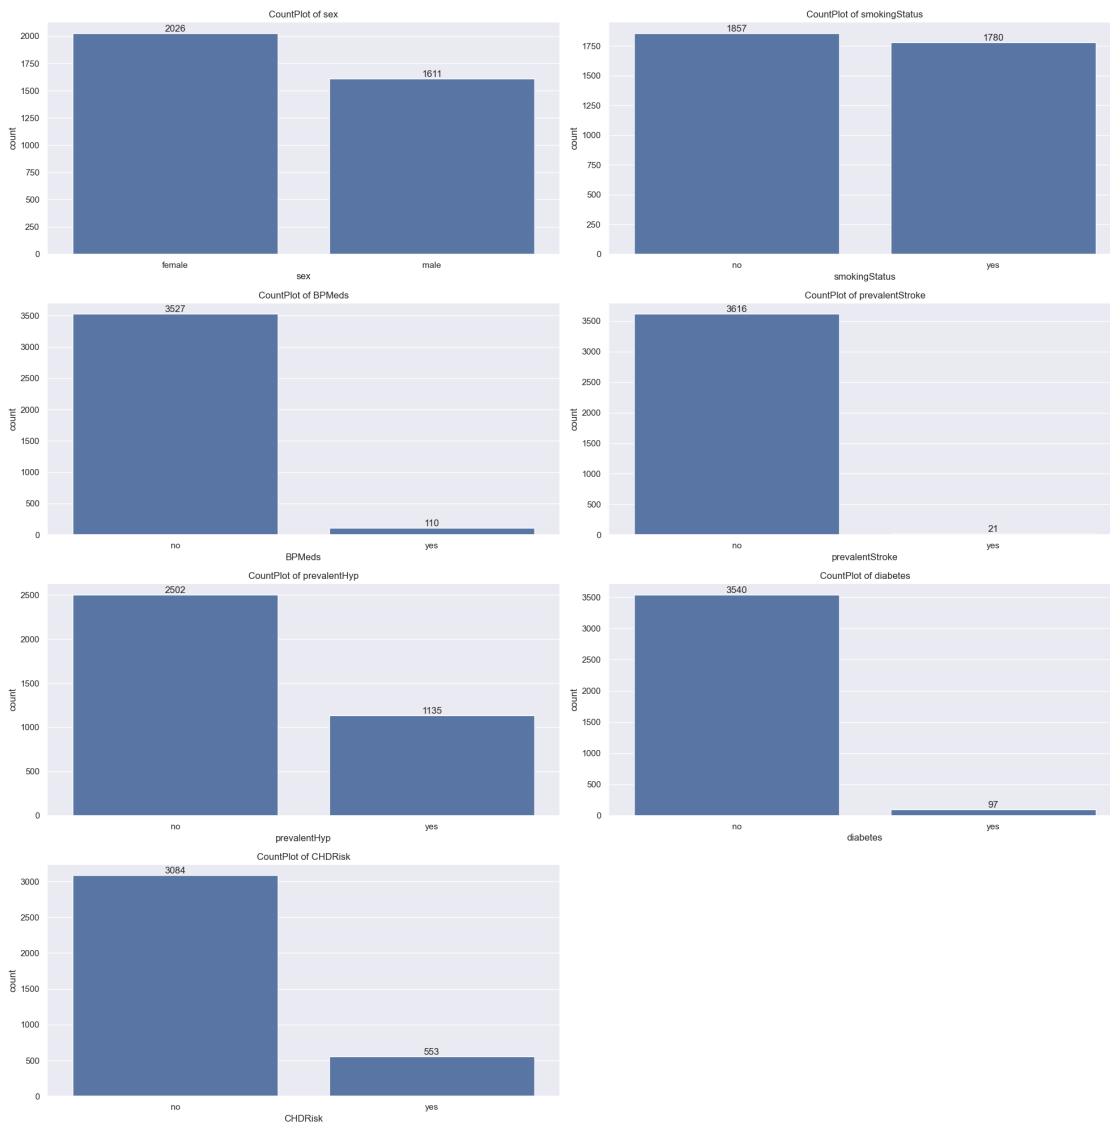 CountPlot of sex
2026
1611
2000
1750
1500
1250
1000
750
500
250
0
count
female male
sex
CountPlot of smokingStatus
1857
1780
1750
1500
1250
1000
750
500
250
0
count
no yes
smokingStatus
CountPlot of BPMeds
3527
110
3500
3000
2500
2000
1500
1000
500
0
count
no yes
BPMeds
CountPlot of prevalentStroke
3616
21
3500
3000
2500
2000
1500
1000
500
0
count
no yes
prevalentStroke
CountPlot of prevalentHyp
2502
1135
2500
2000
1500
1000
500
0
count
no yes
prevalentHyp
CountPlot of diabetes
3540
97
3500
3000
2500
2000
1500
1000
500
0
count
no yes
diabetes
CountPlot of CHDRisk
3084
553
3000
2500
2000
1500
1000
500
0
count
no yes
CHDRisk